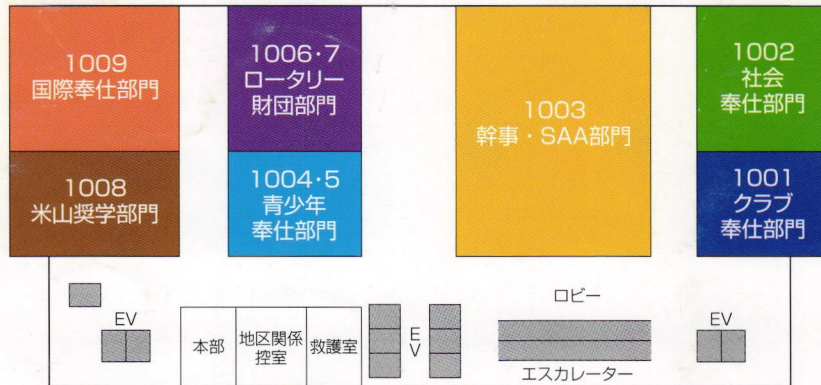 1009
国際奉仕部門
1006・7
ロータリー
財団部門
1003
幹事・SAA部門
1002
社会
奉仕部門
1008
米山奨学部門
1004・5
青少年
奉仕部門
1001
クラブ
奉仕部門
EV
本部
地区関係
控室
救護室
EV
ロビー
エスカレーター
EV